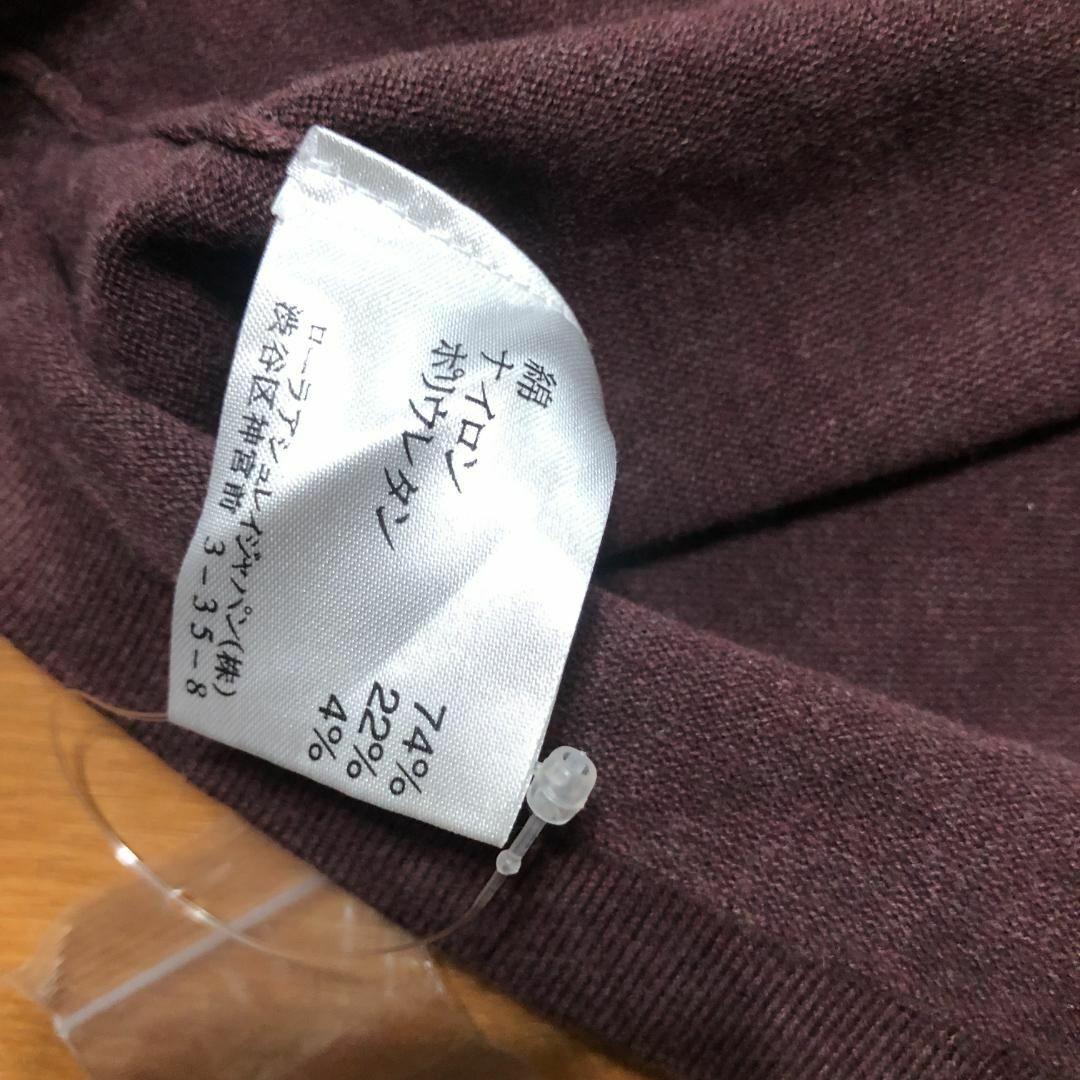 絹 74%
ナイロン 22%
ポリウレタン 4%
ローラアシュレイジャパン(株)
渋谷区神宮前 3-35-8